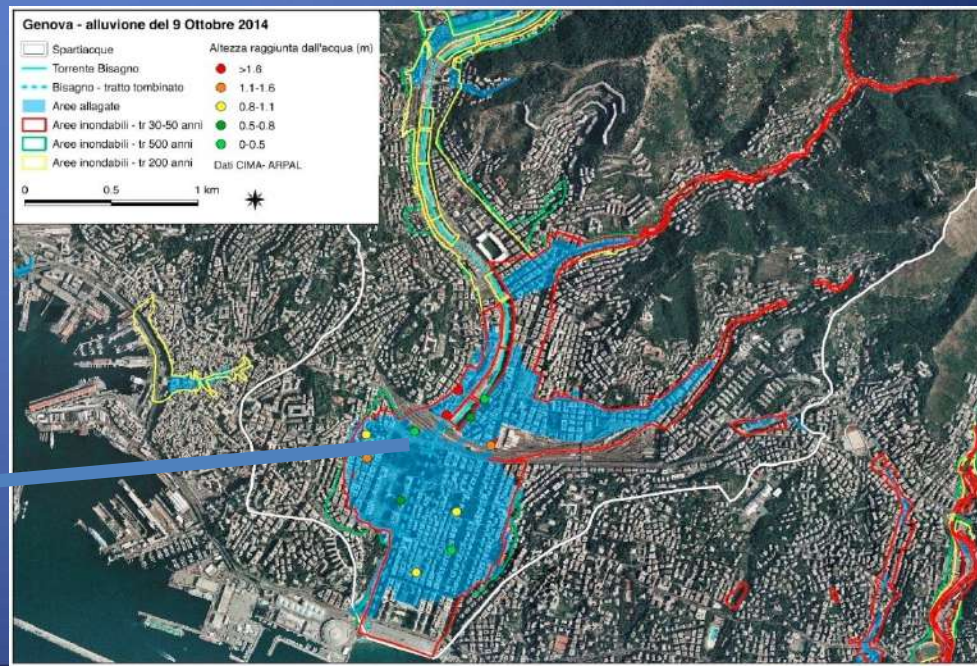 Genova - alluvione del 9 Ottobre 2014
Spartiacque
Torrente Bisagno
Bisagno - tratto tombinato
Aree allagate
Aree inondabili - tr 30-50 anni
Aree inondabili - tr 500 anni
Aree inondabili - tr 200 anni
Altezza raggiunta dall'acqua (m)
>1.6
1.1-1.6
0.8-1.1
0.5-0.8
0-0.5
Dati CIMA- ARPAL
0 0.5 1 km